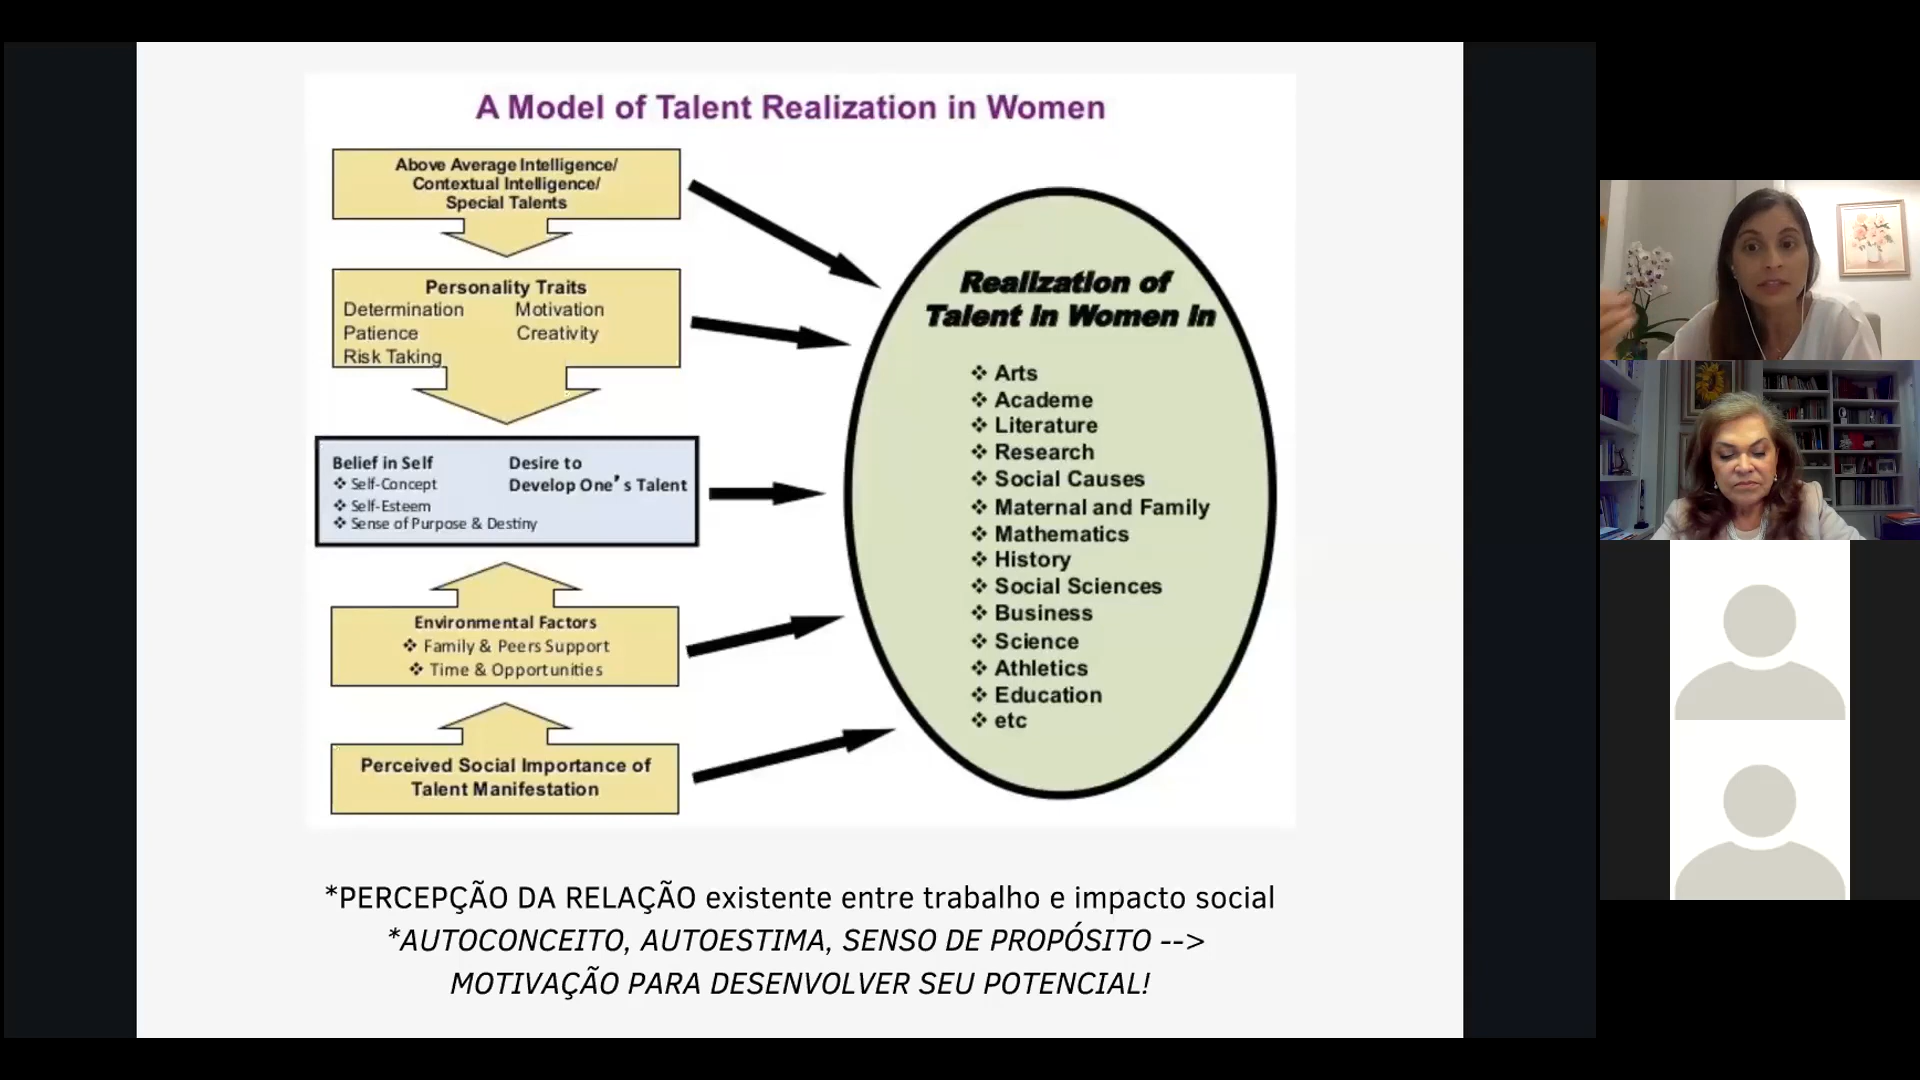 A Model of Talent Realization in Women
Above Average Intelligence/
Contextual Intelligence/
Special Talents
Personality Traits
Determination Motivation
Patience Creativity
Risk Taking
Belief in Self Desire to
❖ Self-Concept Develop One's Talent
❖ Self-Esteem
❖ Sense of Purpose & Destiny
Environmental Factors
❖ Family & Peers Support
❖ Time & Opportunities
Perceived Social Importance of
Talent Manifestation
Realization of
Talent in Women in
❖ Arts
❖ Academe
❖ Literature
❖ Research
❖ Social Causes
❖ Maternal and Family
❖ Mathematics
❖ History
❖ Social Sciences
❖ Business
❖ Science
❖ Athletics
❖ Education
❖ etc
*PERCEPÇÃO DA RELAÇÃO existente entre trabalho e impacto social
*AUTOCONCEITO, AUTOESTIMA, SENSO DE PROPÓSITO -->
MOTIVAÇÃO PARA DESENVOLVER SEU POTENCIAL!